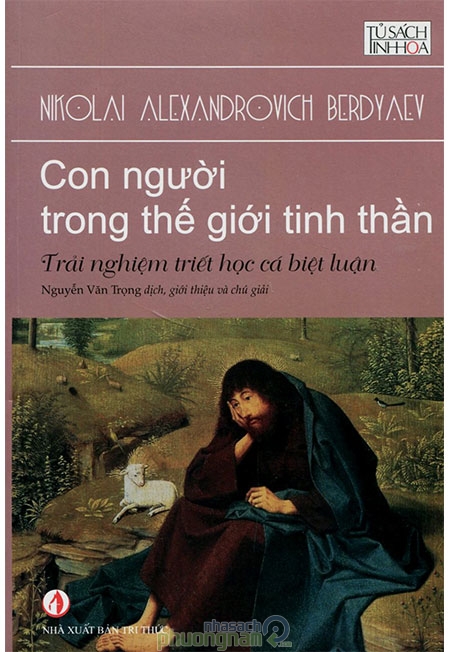 TỦ SÁCH
TINH HOA
NIKOLAI ALEXANDROVICH BERDYAEV
Con người
trong thế giới tinh thần
Trải nghiệm triết học cá biệt luận
Nguyễn Văn Trọng dịch, giới thiệu và chú giải
NHÀ XUẤT BẢN TRI THỨC
nhasach
phuongnam